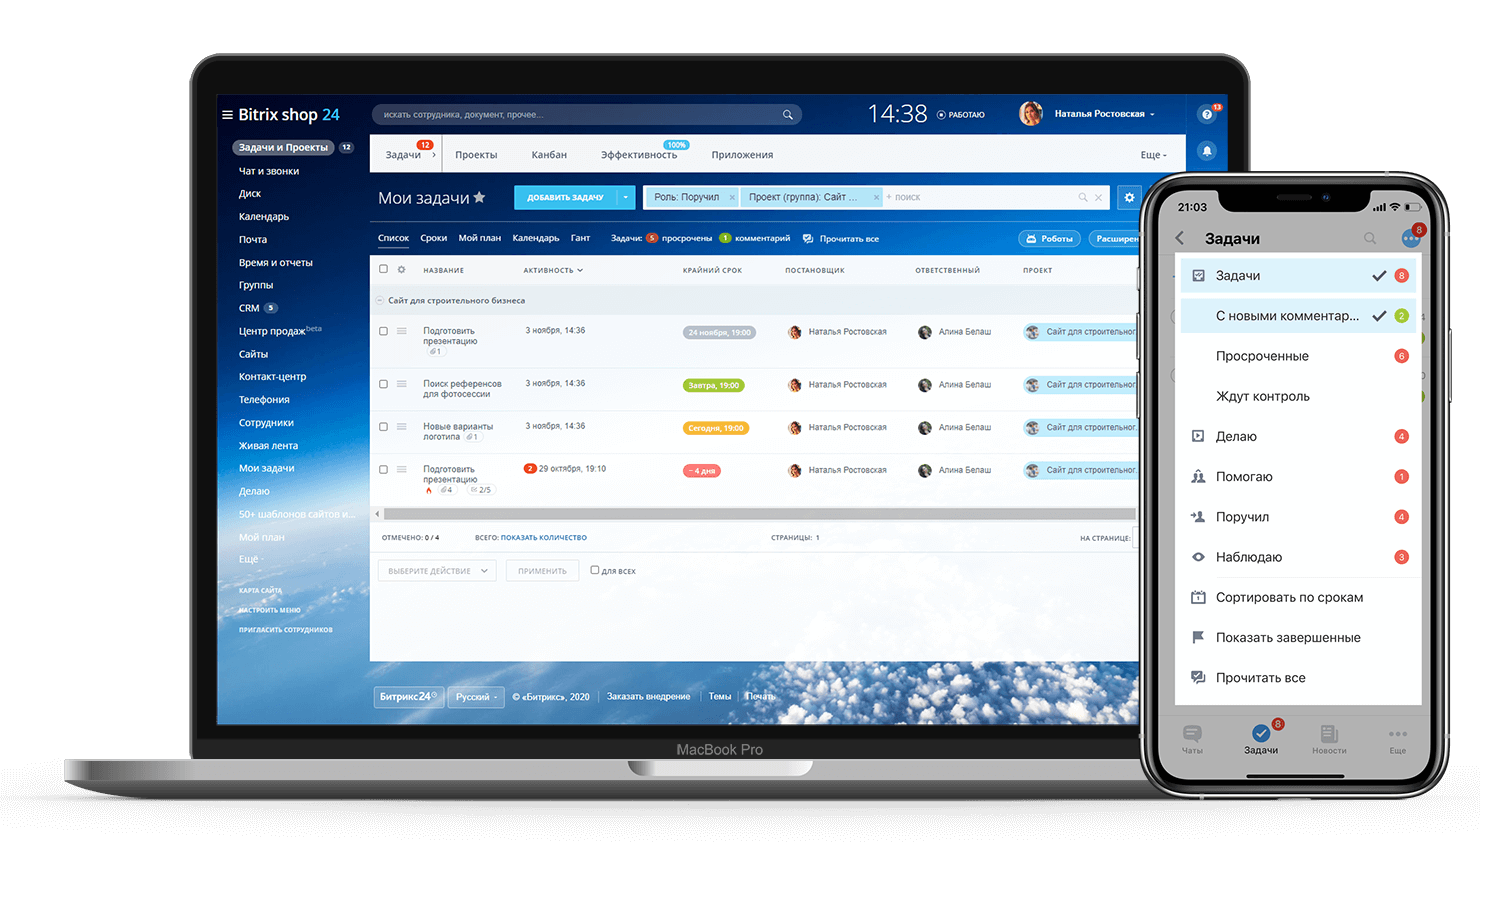 Bitrix shop 24
искать сотрудника, документ, прочее...
14:38
РАБОТАЮ
Наталья Ростовская
13
Задачи и Проекты 12
Чат и звонки
Диск
Календарь
Почта
Время и отчеты
Группы
CRM 5
Центр продаж beta
Сайты
Контакт-центр
Телефония
Сотрудники
Живая лента
Мои задачи
Делаю
50+ шаблонов сайтов и...
Мой план
Ещё
КАРТА САЙТА
НАСТРОИТЬ МЕНЮ
ПРИГЛАСИТЬ СОТРУДНИКОВ
12 100%
Задачи Проекты Канбан Эффективность Приложения Еще
Мои задачи ДОБАВИТЬ ЗАДАЧУ Роль: Поручил × Проект (группа): Сайт ... × + поиск
Список Сроки Мой план Календарь Гант Задачи: 5 просрочены 1 комментарий Прочитать все Роботы Расширен
НАЗВАНИЕ АКТИВНОСТЬ КРАЙНИЙ СРОК ПОСТАНОВЩИК ОТВЕТСТВЕННЫЙ ПРОЕКТ
Сайт для строительного бизнеса
Подготовить 3 ноября, 14:36 24 ноября, 19:00 Наталья Ростовская Алина Белаш Сайт для строительног
презентацию
1
Поиск референсов 3 ноября, 14:36 Завтра, 19:00 Наталья Ростовская Алина Белаш Сайт для строительног
для фотосессии
Новые варианты 3 ноября, 14:36 Сегодня, 19:00 Наталья Ростовская Алина Белаш Сайт для строительног.
логотипа 1
Подготовить 2 29 октября, 19:10 − 4 дня Наталья Ростовская Алина Белаш Сайт для строительног.
презентацию
4 2/5
ОТМЕЧЕНО: 0 / 4 ВСЕГО: ПОКАЗАТЬ КОЛИЧЕСТВО СТРАНИЦЫ: 1 НА СТРАНИЦЕ:
ВЫБЕРИТЕ ДЕЙСТВИЕ ПРИМЕНИТЬ ДЛЯ ВСЕХ
Битрикс24 Русский © «Битрикс», 2020 Заказать внедрение Темы Печать
MacBook Pro
21:03
Задачи 8
Задачи 8
С новыми комментар... 2
Просроченные 6
Ждут контроль
Делаю 4
Помогаю 1
Поручил 4
Наблюдаю 3
Сортировать по срокам
Показать завершенные
Прочитать все
8
Чаты Задачи Новости Еще